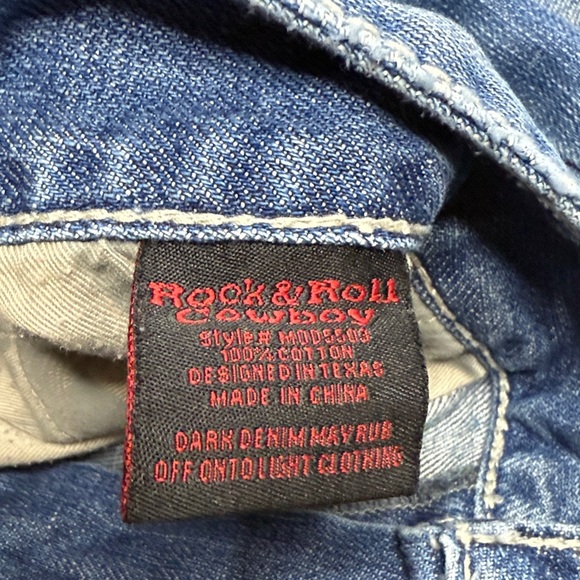 Rock & Roll
Cowboy
Style# M0D5503
100% COTTON
DESIGNED IN TEXAS
MADE IN CHINA
DARK DENIM MAY RUB
OFF ONTO LIGHT CLOTHING